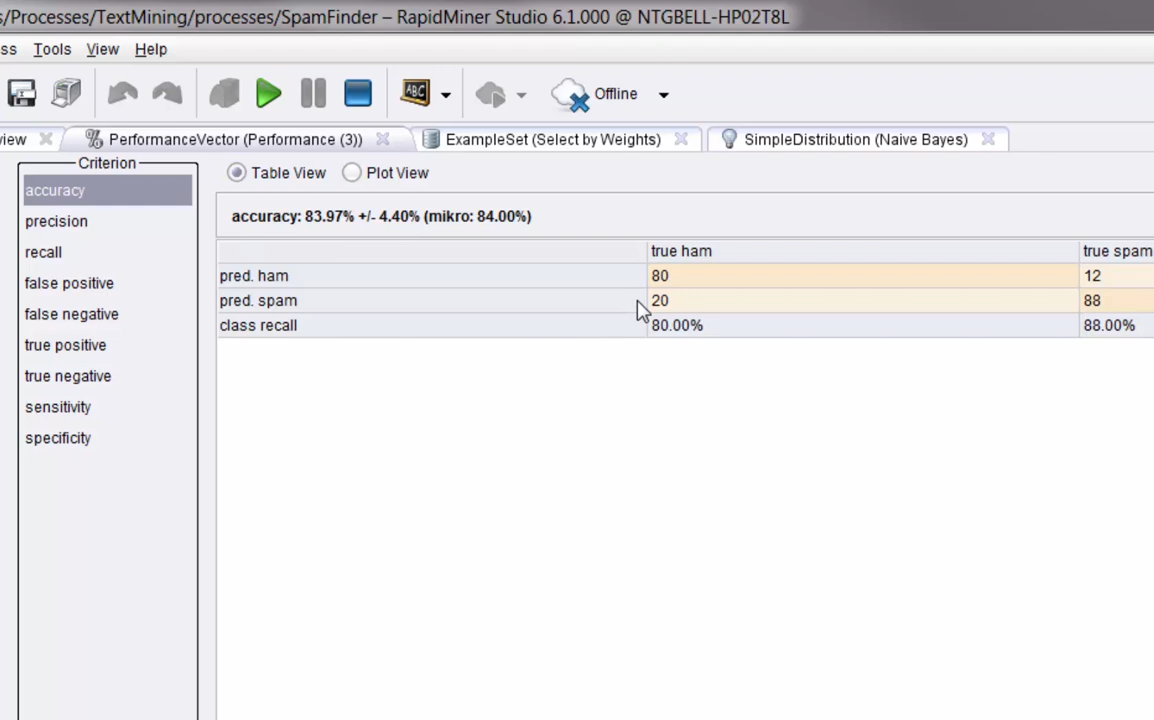 s/Processes/TextMining/processes/SpamFinder – RapidMiner Studio 6.1.000 @ NTGBELL-HP02T8L
ss Tools View Help
ABC Offline
view PerformanceVector (Performance (3)) ExampleSet (Select by Weights) SimpleDistribution (Naive Bayes)
Criterion
accuracy
precision
recall
false positive
false negative
true positive
true negative
sensitivity
specificity
Table View Plot View
accuracy: 83.97% +/- 4.40% (mikro: 84.00%)
true ham true spam
pred. ham 80 12
pred. spam 20 88
class recall 80.00% 88.00%